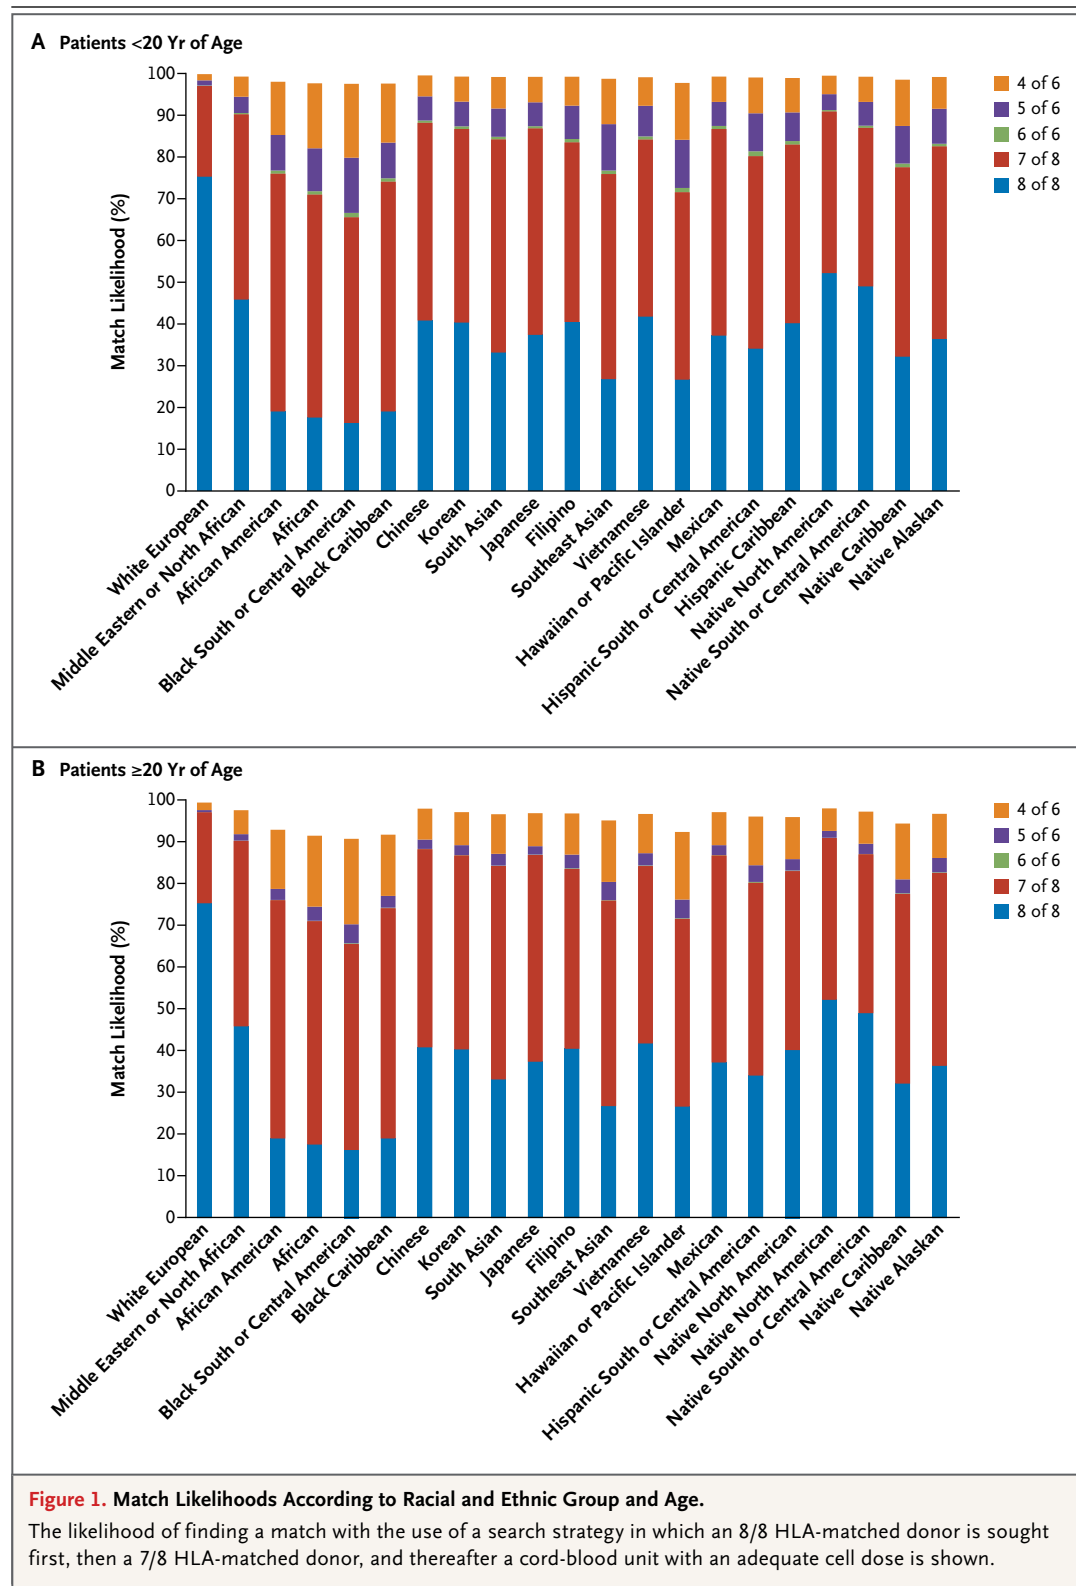 A Patients <20 Yr of Age
100
90
80
70
60
50
40
30
20
10
0
Match Likelihood (%)
4 of 6
5 of 6
6 of 6
7 of 8
8 of 8
White European
Middle Eastern or North African
African American
African
Black South or Central American
Black Caribbean
Chinese
Korean
South Asian
Japanese
Filipino
Southeast Asian
Vietnamese
Hawaiian or Pacific Islander
Mexican
Hispanic South or Central American
Hispanic Caribbean
Native North American
Native South or Central American
Native Caribbean
Native Alaskan
B Patients ≥20 Yr of Age
100
90
80
70
60
50
40
30
20
10
0
Match Likelihood (%)
4 of 6
5 of 6
6 of 6
7 of 8
8 of 8
White European
Middle Eastern or North African
African American
African
Black South or Central American
Black Caribbean
Chinese
Korean
South Asian
Japanese
Filipino
Southeast Asian
Vietnamese
Hawaiian or Pacific Islander
Mexican
Hispanic South or Central American
Native North American
Native North American
Native South or Central American
Native Caribbean
Native Alaskan
Figure 1. Match Likelihoods According to Racial and Ethnic Group and Age.
The likelihood of finding a match with the use of a search strategy in which an 8/8 HLA-matched donor is sought
first, then a 7/8 HLA-matched donor, and thereafter a cord-blood unit with an adequate cell dose is shown.